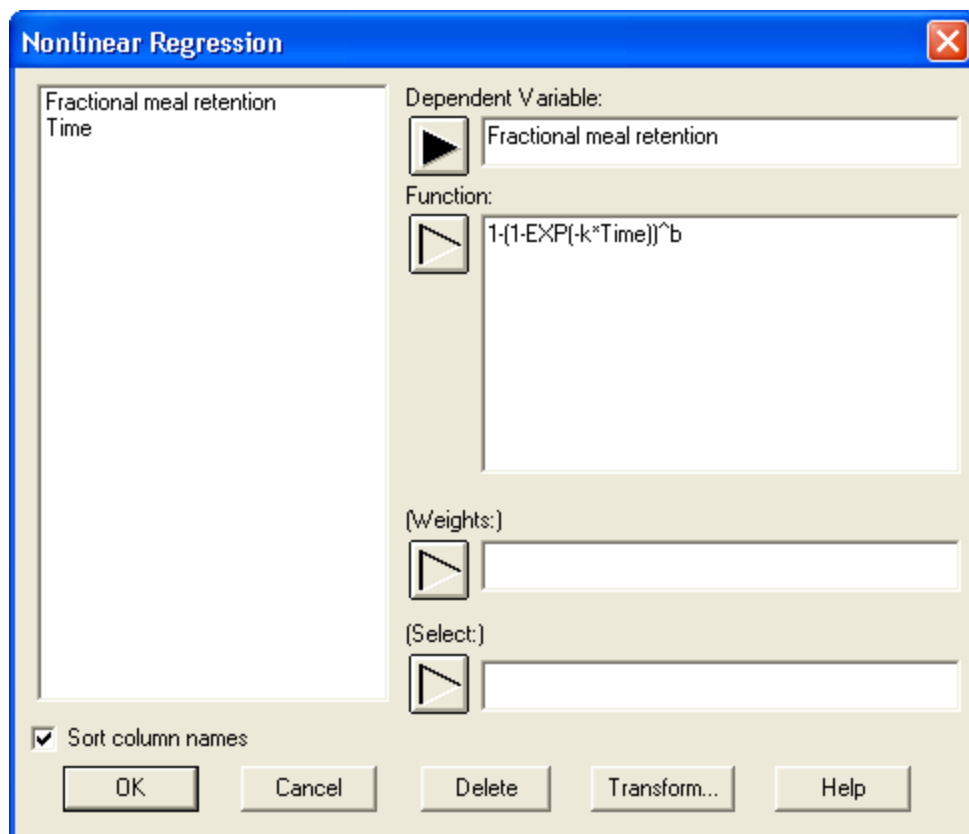 Nonlinear Regression
Fractional meal retention
Time
Dependent Variable:
Fractional meal retention
Function:
1-(1-EXP(-k*Time))^b
(Weights:)
(Select:)
Sort column names
OK
Cancel
Delete
Transform...
Help